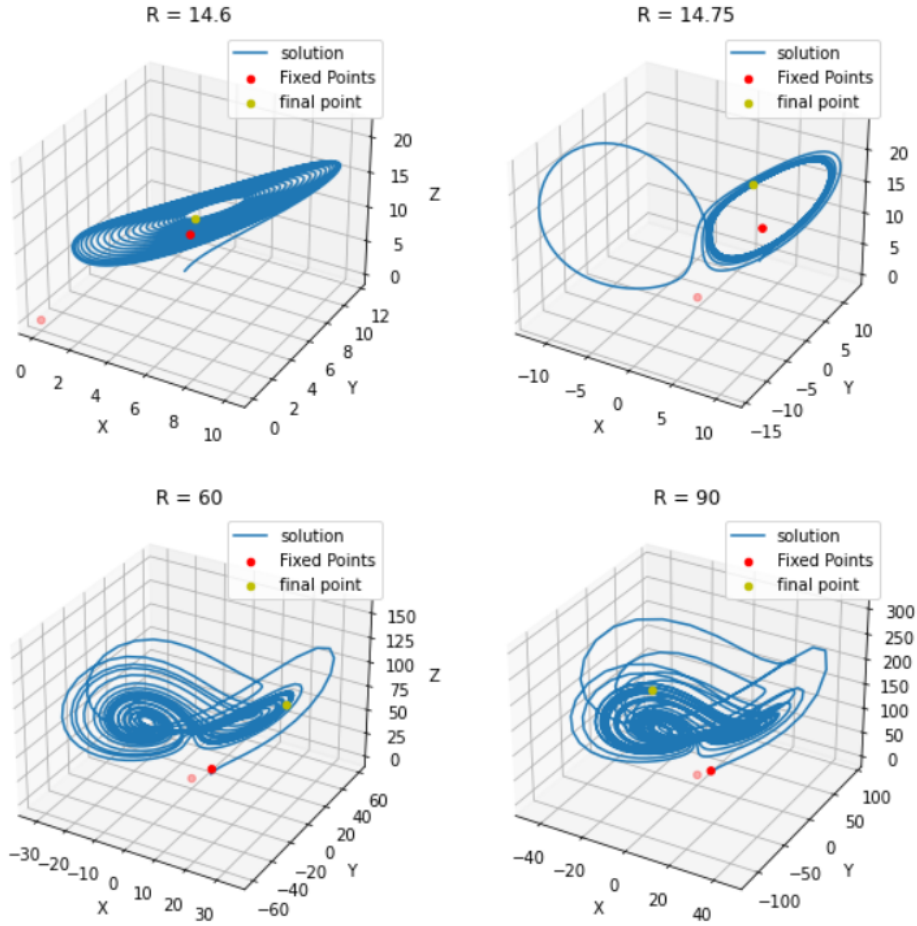 R = 14.6
solution
Fixed Points
final point
20
15
10
5
0
Z
0
2
4
6
8
10
X
0
2
4
6
8
10
12
Y
R = 14.75
solution
Fixed Points
final point
20
15
10
5
0
−10
−5
0
5
10
X
−15
−10
−5
0
5
10
Y
R = 60
solution
Fixed Points
final point
150
125
100
75
50
25
0
Z
−30
−20
−10
0
10
20
30
X
−60
−40
−20
0
20
40
60
Y
R = 90
solution
Fixed Points
final point
300
250
200
150
100
50
0
−40
−20
0
20
40
X
−100
−50
0
50
100
Y